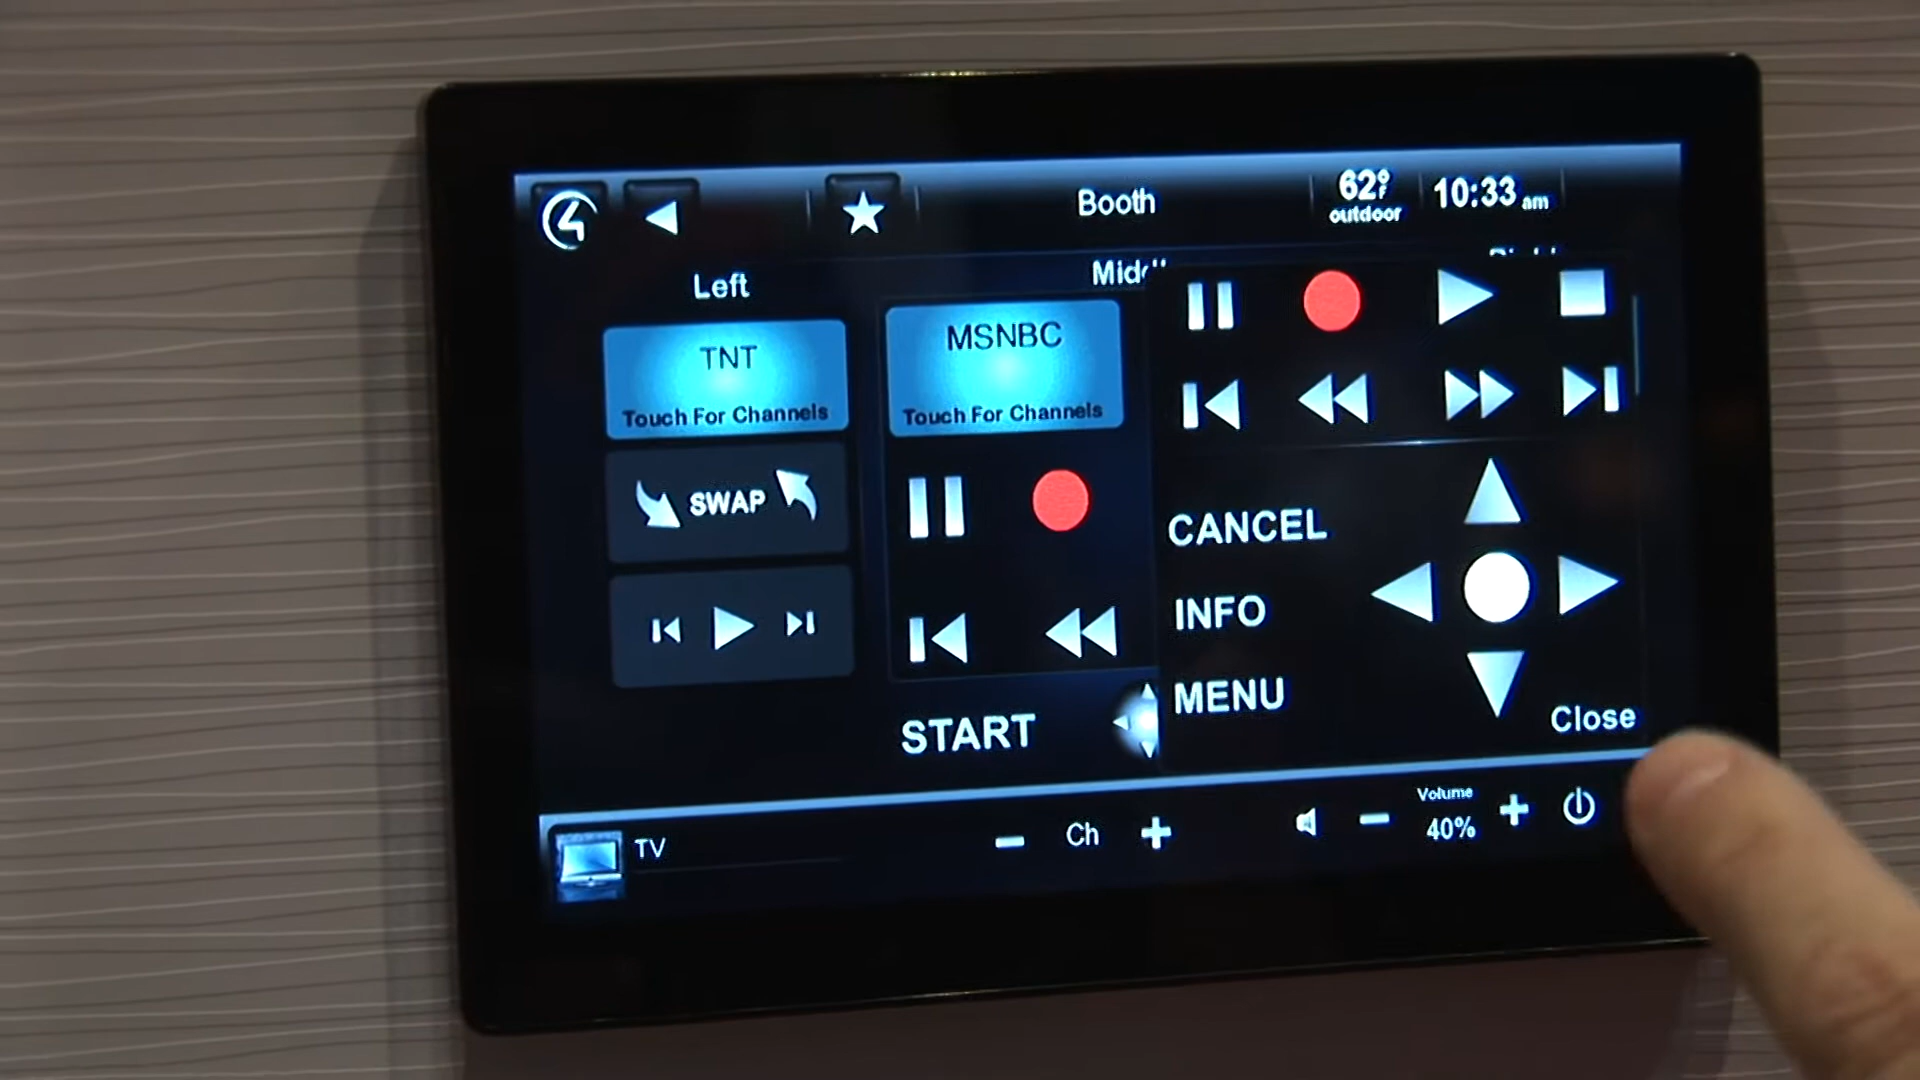 Booth
62°F
outdoor
10:33 am
Left
TNT
Touch For Channels
SWAP
MSNBC
Touch For Channels
START
CANCEL
INFO
MENU
Close
TV
Ch
Volume
40%